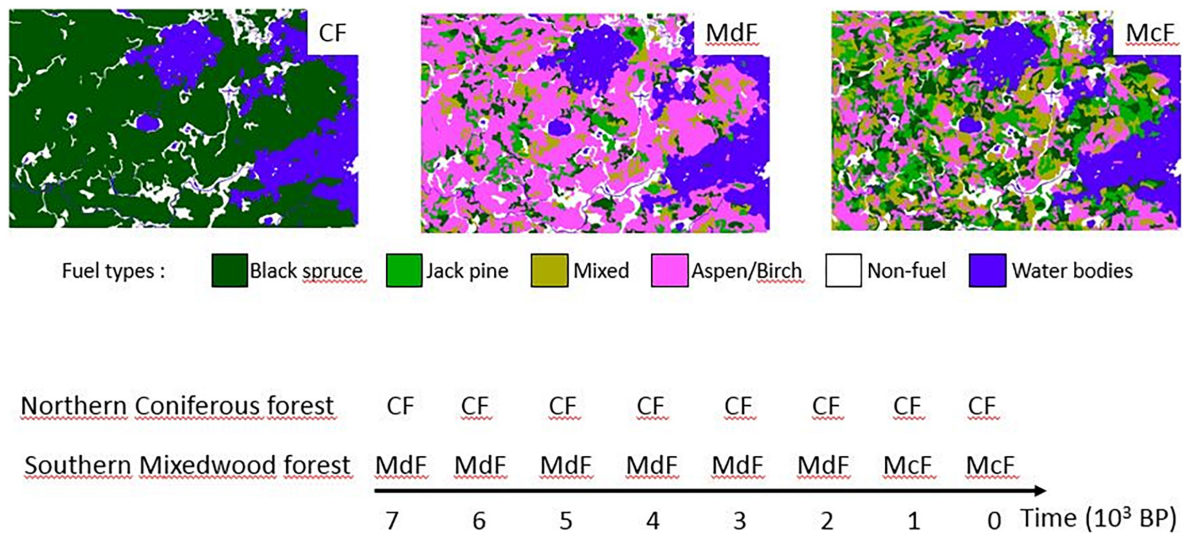 CF
MdF
McF
Fuel types :
Black spruce
Jack pine
Mixed
Aspen/Birch
Non-fuel
Water bodies
Northern Coniferous forest CF CF CF CF CF CF CF CF
Southern Mixedwood forest MdF MdF MdF MdF MdF MdF McF McF
7 6 5 4 3 2 1 0 Time (10³ BP)